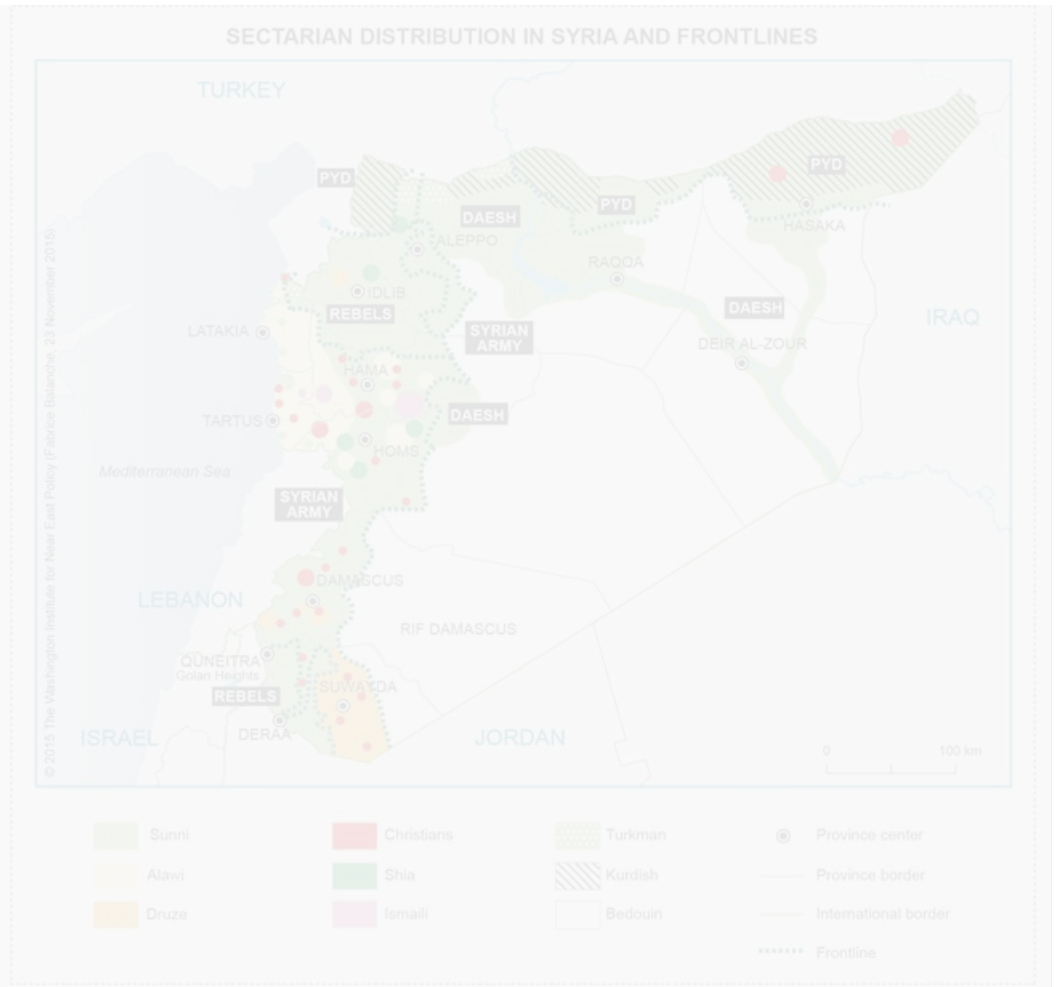 SECTARIAN DISTRIBUTION IN SYRIA AND FRONTLINES
TURKEY
PYD
PYD
PYD
DAESH
HASAKA
ALEPPO
RAQQA
IDLIB
REBELS
DAESH
IRAQ
LATAKIA
SYRIAN
ARMY
DEIR AL-ZOUR
HAMA
TARTUS
DAESH
HOMS
Mediterranean Sea
SYRIAN
ARMY
DAMASCUS
LEBANON
RIF DAMASCUS
QUNEITRA
Golan Heights
SUWAYDA
REBELS
DERAA
ISRAEL
JORDAN
0 100 km
© 2015 The Washington Institute for Near East Policy (Fabrice Balanche, 23 November 2015)
Sunni
Alawi
Druze
Christians
Shia
Ismaili
Turkman
Kurdish
Bedouin
Province center
Province border
International border
Frontline